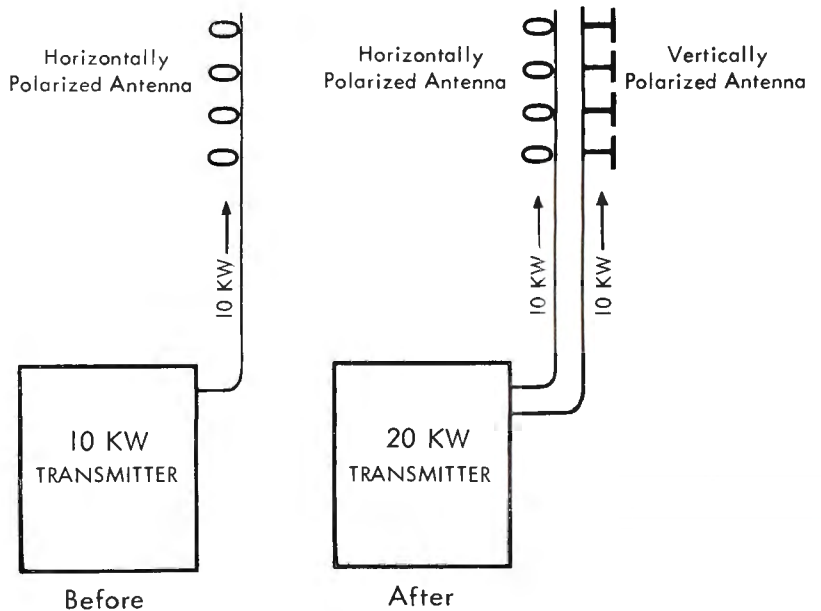 Horizontally
Polarized Antenna
10 KW
10 KW
TRANSMITTER
Before
Horizontally
Polarized Antenna
Vertically
Polarized Antenna
10 KW
10 KW
20 KW
TRANSMITTER
After